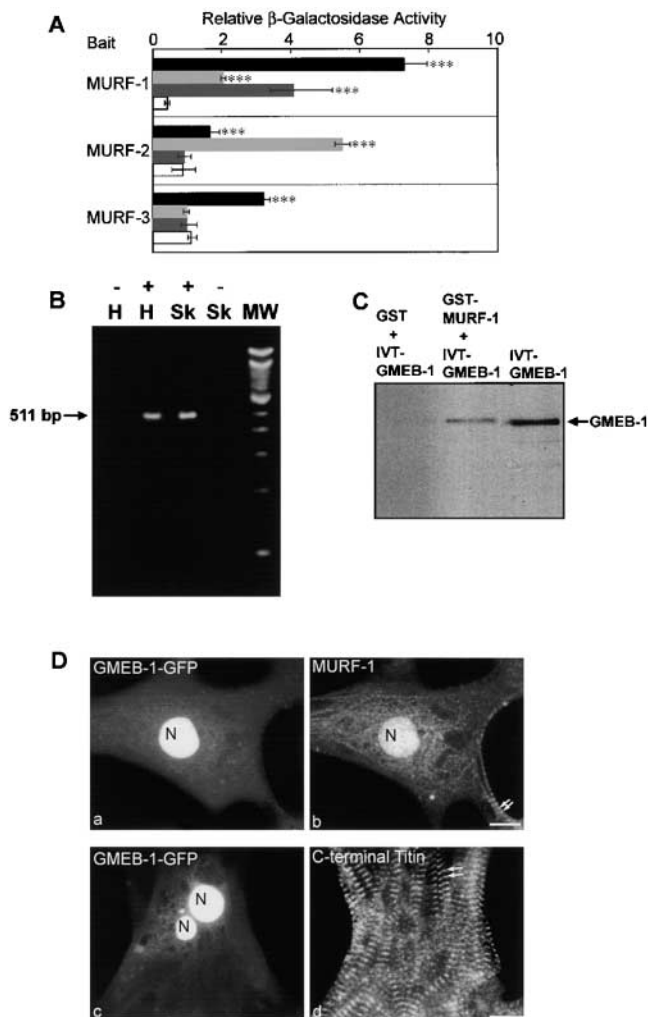 A
Relative β-Galactosidase Activity
Bait
0 2 4 6 8 10
MURF-1
***
***
***
MURF-2
***
***
MURF-3
***
B
- + + -
H H Sk Sk MW
511 bp
C
GST
+
IVT-
GMEB-1
GST-
MURF-1
+
IVT-
GMEB-1
IVT-
GMEB-1
GMEB-1
D
GMEB-1-GFP
N
a
MURF-1
N
b
GMEB-1-GFP
N
N
c
C-terminal Titin
d